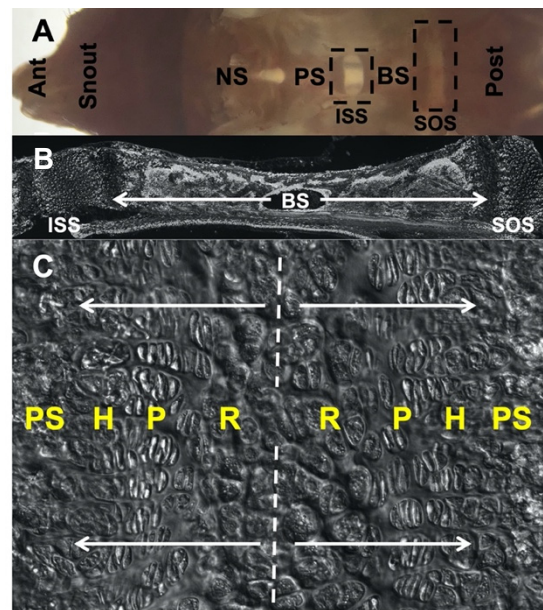 A
Ant
Snout
NS
PS
ISS
BS
SOS
Post
B
BS
ISS
SOS
C
PS H P R R P H PS